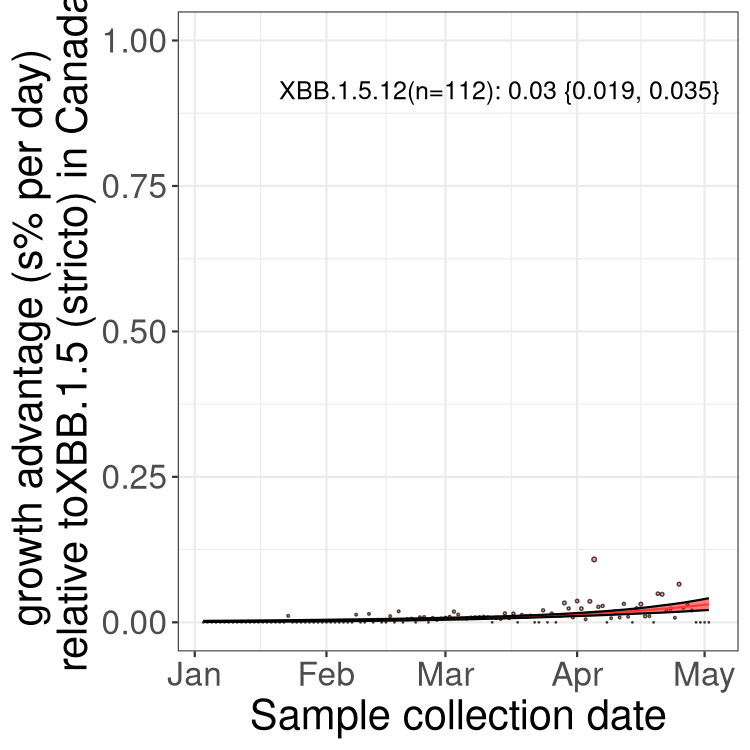 growth advantage (s% per day)
relative toXBB.1.5 (stricto) in Canada
1.00
0.75
0.50
0.25
0.00
XBB.1.5.12(n=112): 0.03 {0.019, 0.035}
Jan Feb Mar Apr May
Sample collection date